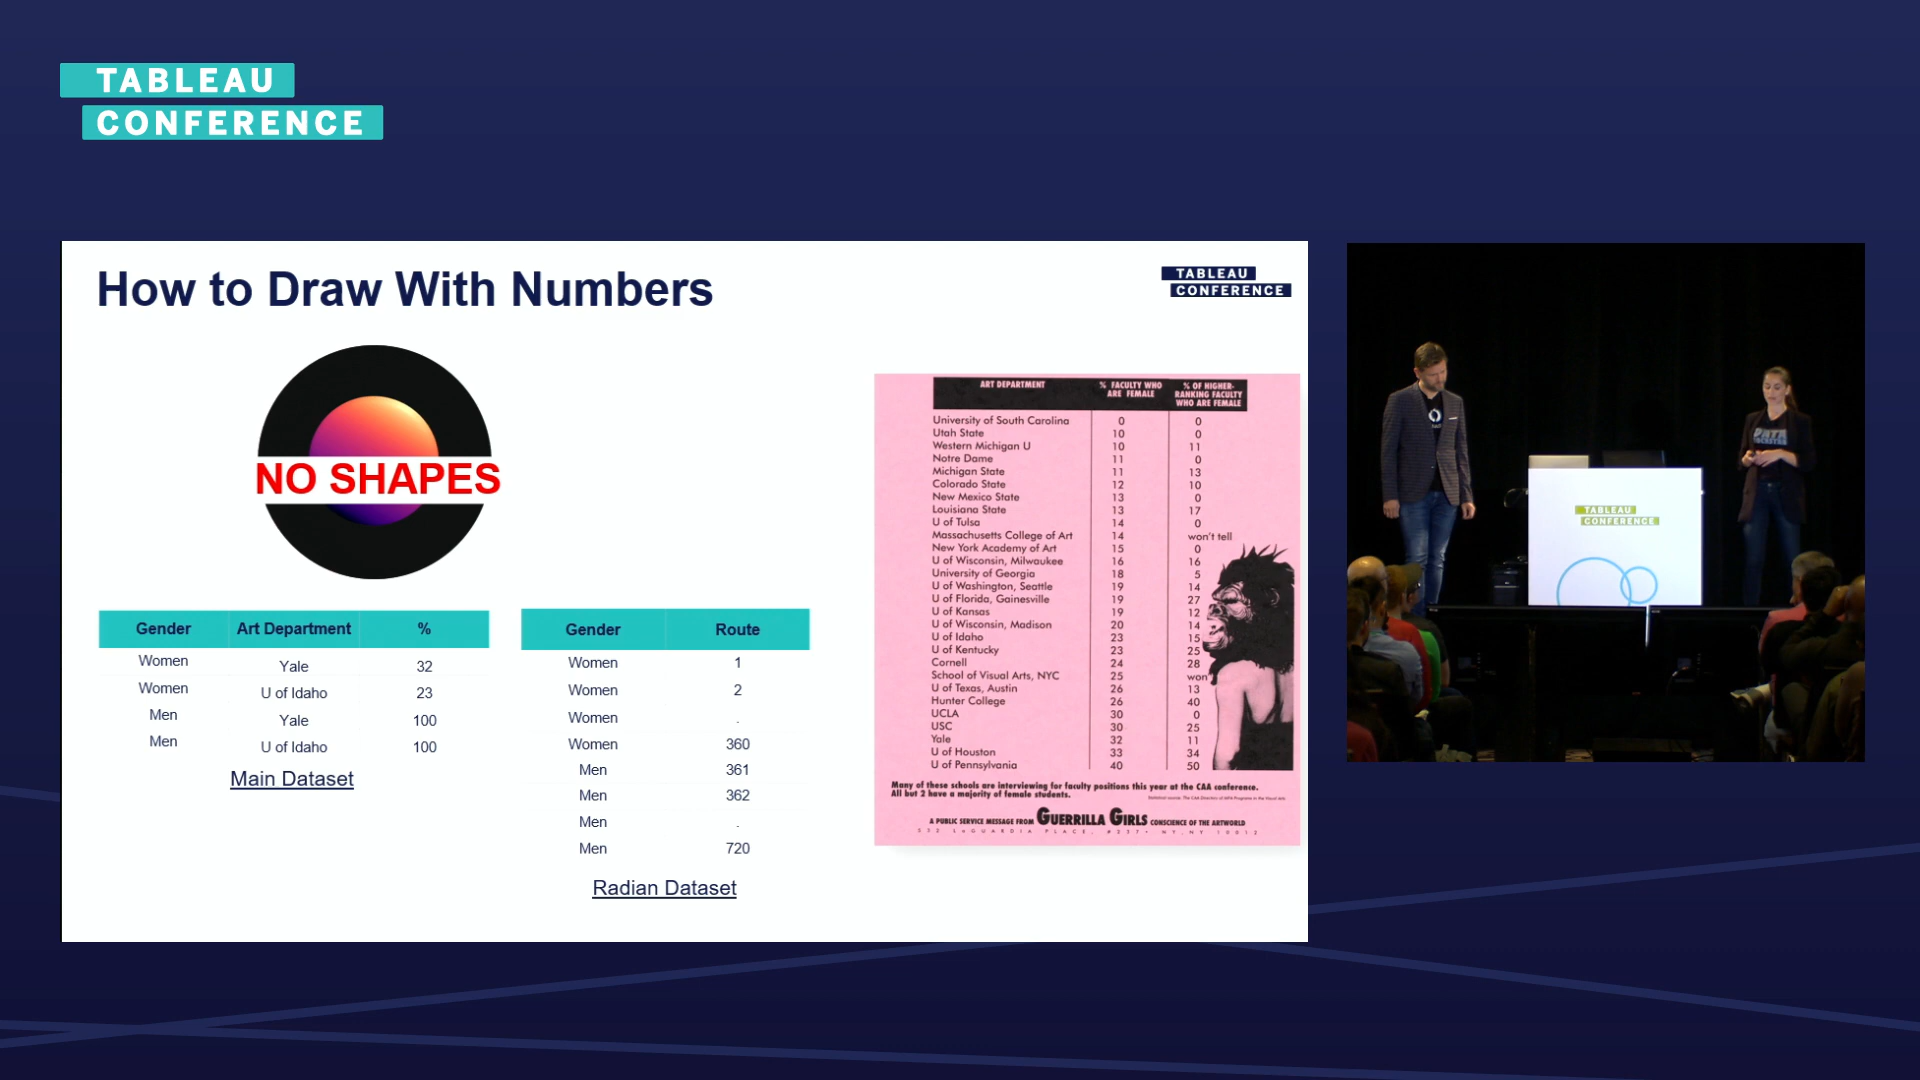 TABLEAU
CONFERENCE
How to Draw With Numbers
TABLEAU
CONFERENCE
NO SHAPES
Gender Art Department %
Women Yale 32
Women U of Idaho 23
Men Yale 100
Men U of Idaho 100
Main Dataset
Gender Route
Women 1
Women 2
Women .
Women 360
Men 361
Men 362
Men .
Men 720
Radian Dataset
ART DEPARTMENT
% FACULTY WHO
ARE FEMALE
% OF HIGHER-
RANKING FACULTY
WHO ARE FEMALE
University of South Carolina 0 0
Utah State 10 0
Western Michigan U 10 11
Notre Dame 11 0
Michigan State 11 13
Colorado State 12 10
New Mexico State 13 0
Louisiana State 13 17
U of Tulsa 14 0
Massachusetts College of Art 14 won't tell
New York Academy of Art 15 0
U of Wisconsin, Milwaukee 16 16
University of Georgia 18 5
U of Washington, Seattle 19 14
U of Florida, Gainesville 19 27
U of Kansas 19 12
U of Wisconsin, Madison 20 14
U of Idaho 23 15
U of Kentucky 23 25
Cornell 24 28
School of Visual Arts, NYC 25 won
U of Texas, Austin 26 13
Hunter College 26 40
UCLA 30 0
USC 30 25
Yale 32 11
U of Houston 33 34
U of Pennsylvania 40 50
Many of these schools are interviewing for faculty positions this year at the CAA conference.
All but 2 have a majority of female students.
A PUBLIC SERVICE MESSAGE FROM GUERRILLA GIRLS CONSCIENCE OF THE ARTWORLD
532 LaGUARDIA PLACE, #237 • NY, NY 10012
TABLEAU
CONFERENCE
DATA